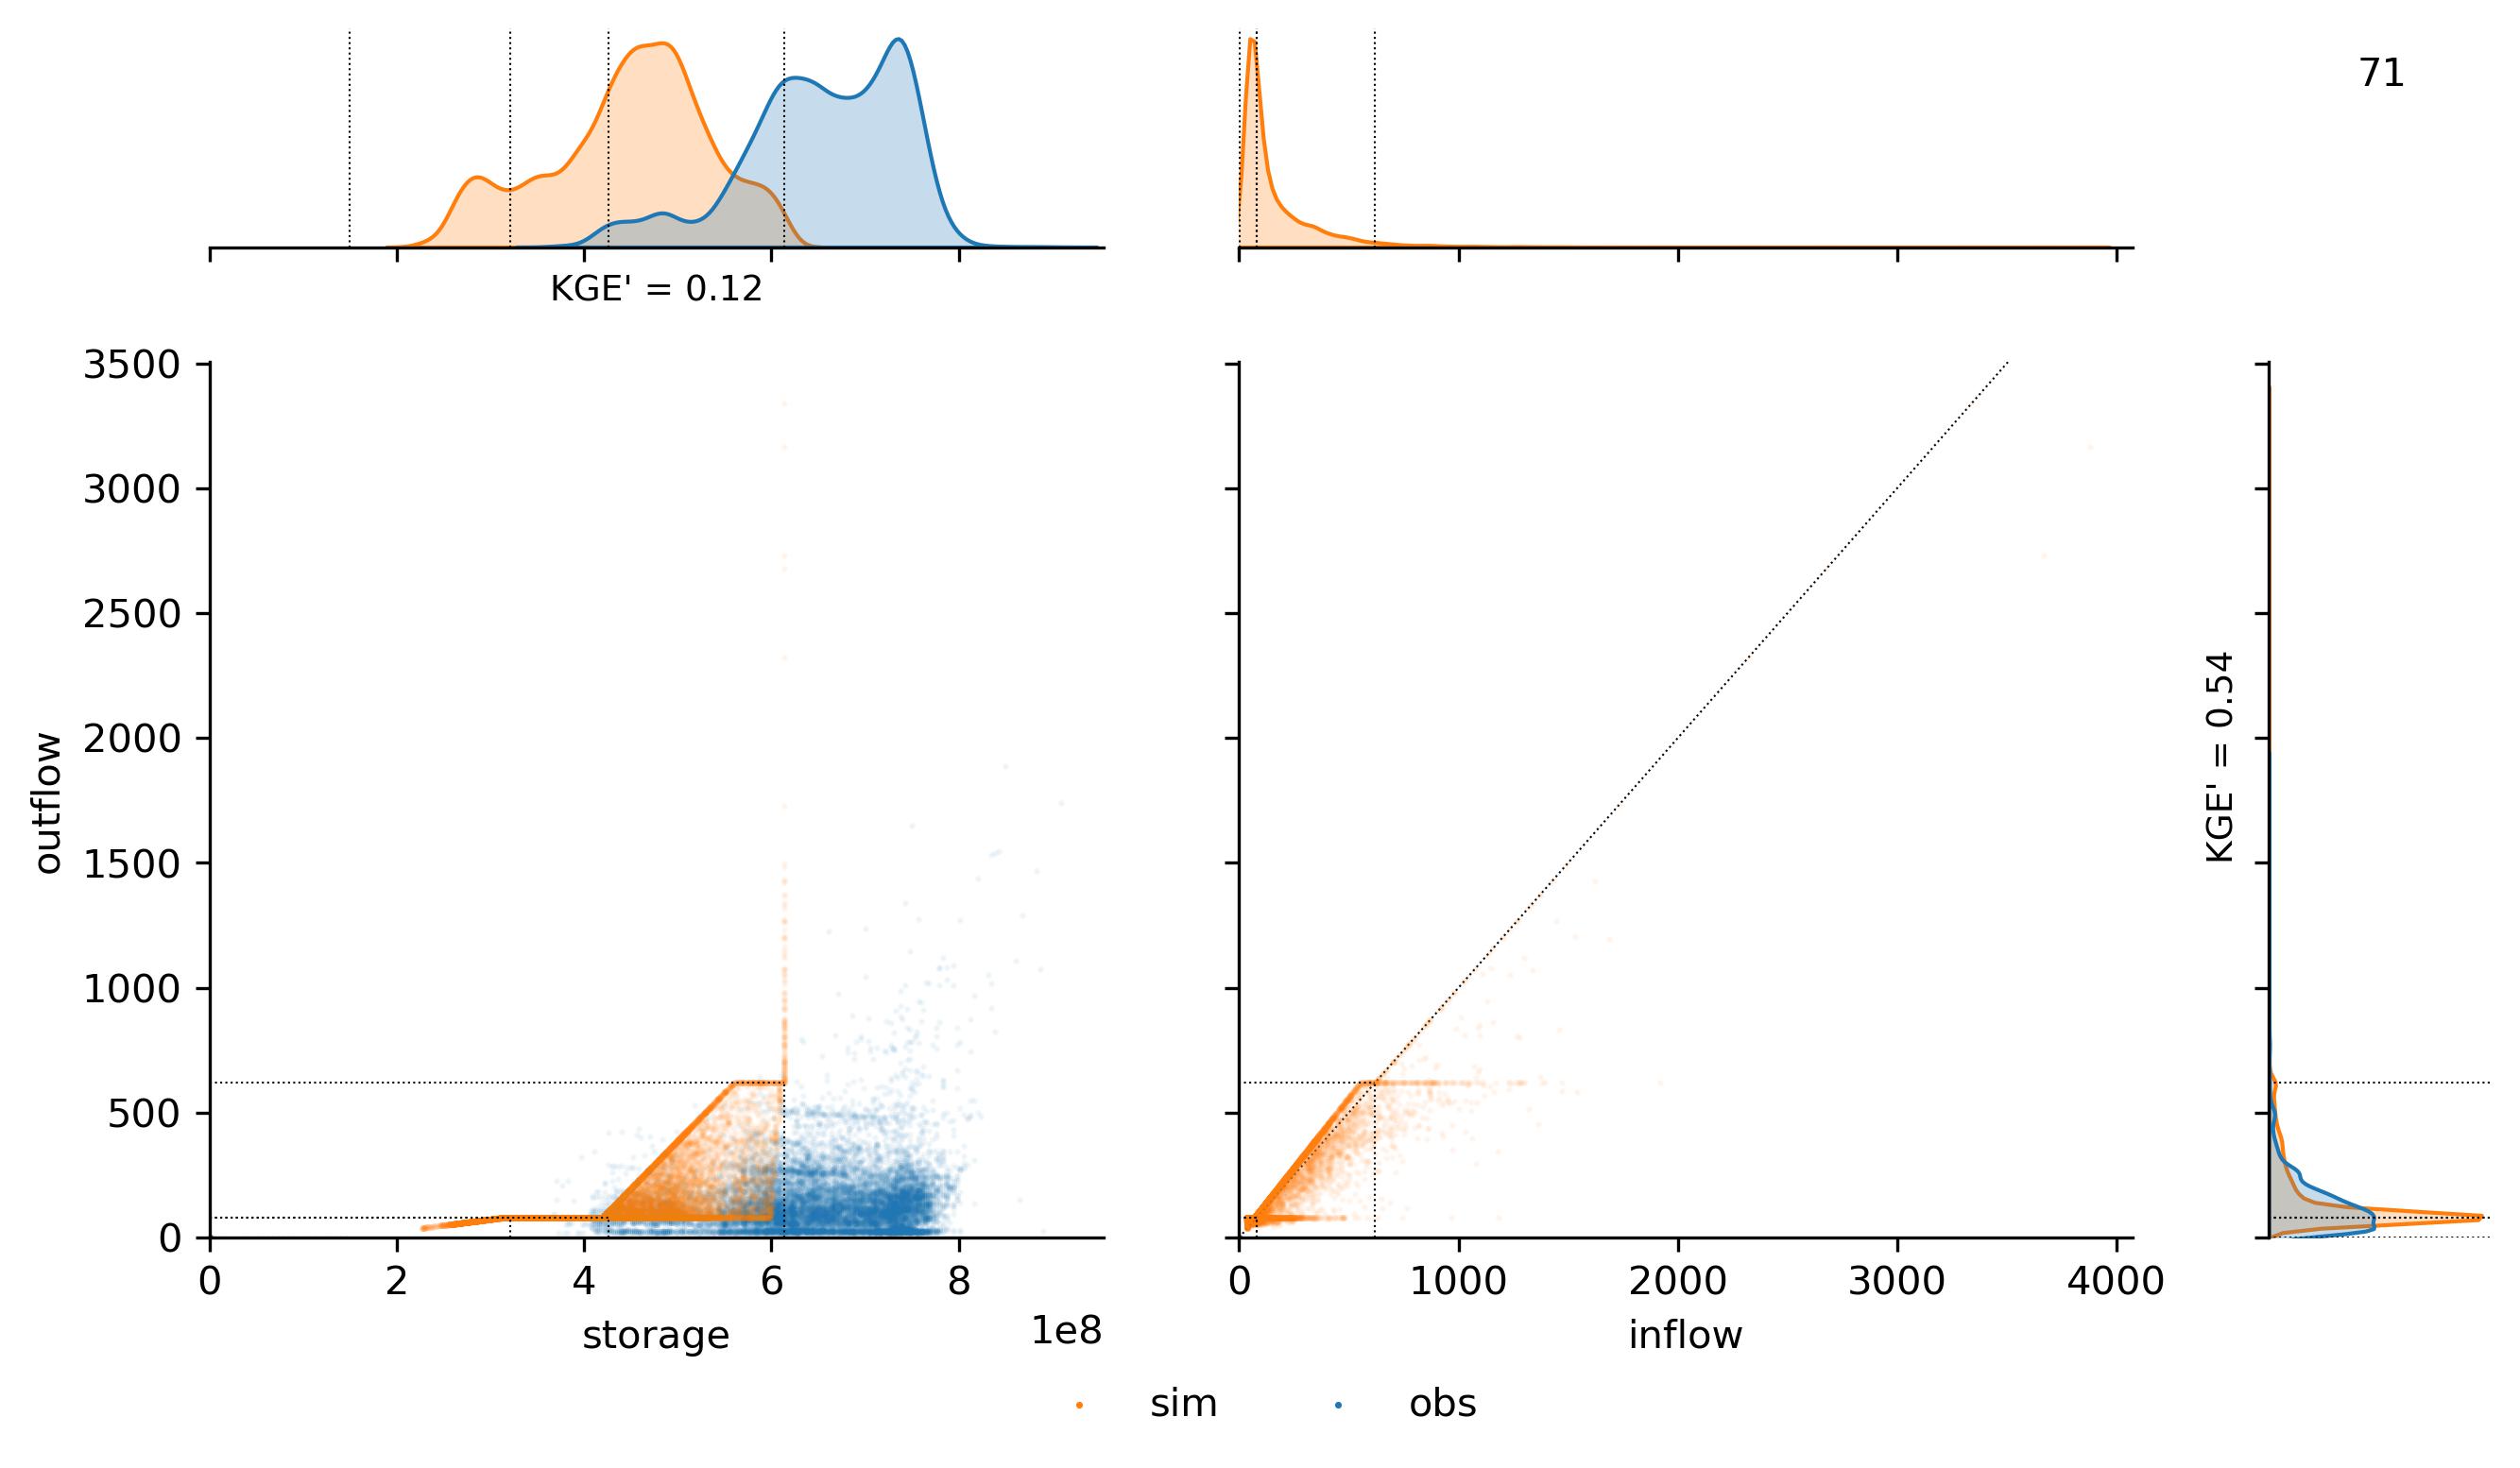 71
KGE' = 0.12
3500
3000
2500
2000
1500
1000
500
0
outflow
KGE' = 0.54
0 2 4 6 8
0 1000 2000 3000 4000
storage
1e8
inflow
sim obs